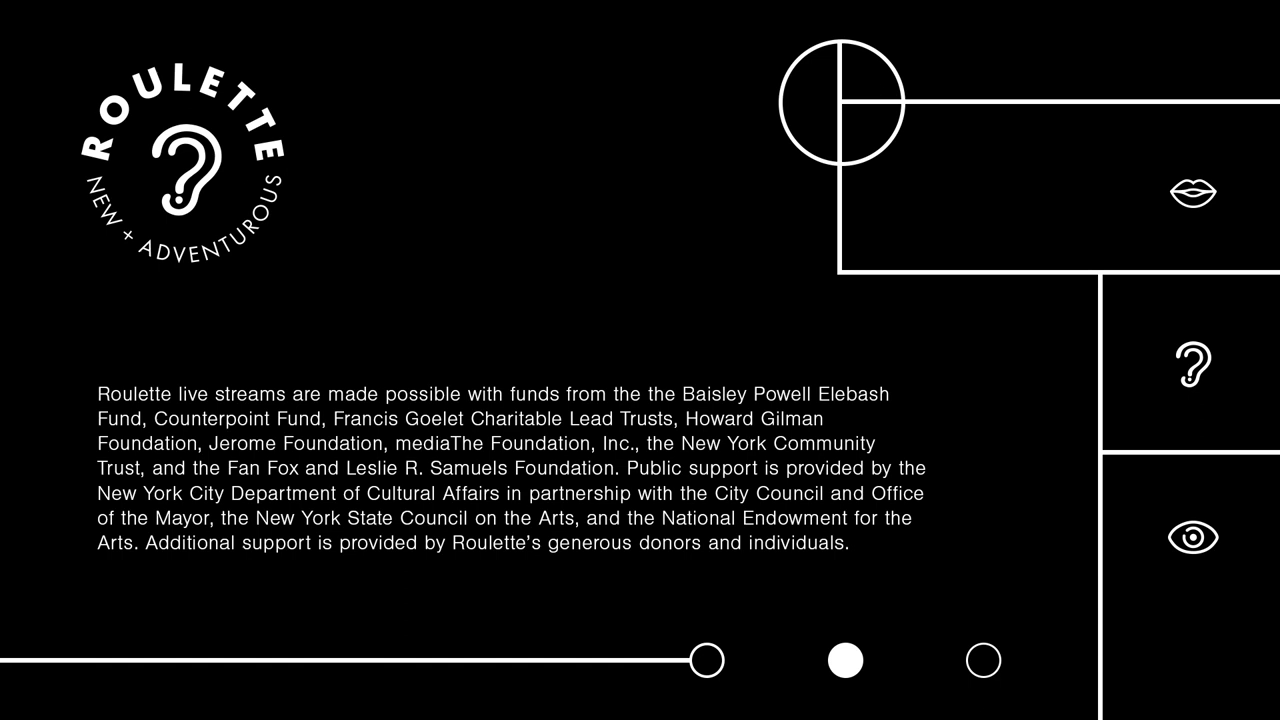 ROULETTE
NEW + ADVENTUROUS
Roulette live streams are made possible with funds from the the Baisley Powell Elebash
Fund, Counterpoint Fund, Francis Goelet Charitable Lead Trusts, Howard Gilman
Foundation, Jerome Foundation, mediaThe Foundation, Inc., the New York Community
Trust, and the Fan Fox and Leslie R. Samuels Foundation. Public support is provided by the
New York City Department of Cultural Affairs in partnership with the City Council and Office
of the Mayor, the New York State Council on the Arts, and the National Endowment for the
Arts. Additional support is provided by Roulette’s generous donors and individuals.